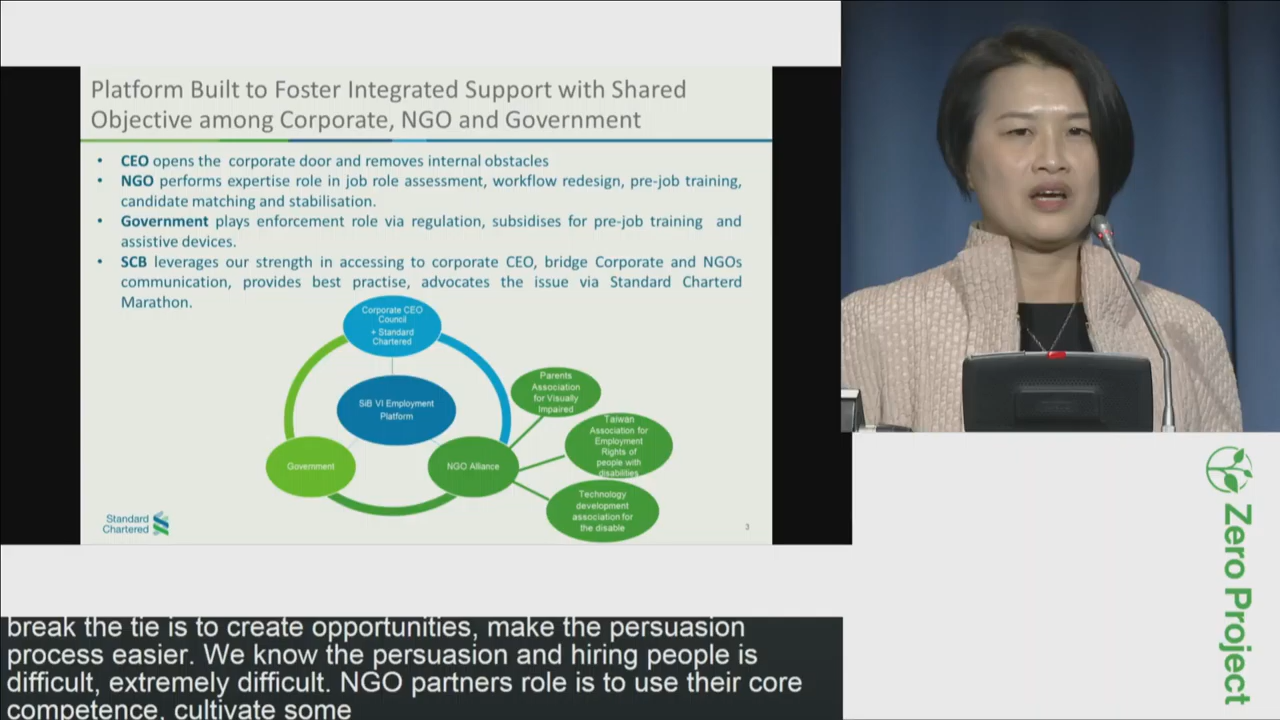 Platform Built to Foster Integrated Support with Shared
Objective among Corporate, NGO and Government
• CEO opens the corporate door and removes internal obstacles
• NGO performs expertise role in job role assessment, workflow redesign, pre-job training,
candidate matching and stabilisation.
• Government plays enforcement role via regulation, subsidises for pre-job training and
assistive devices.
• SCB leverages our strength in accessing to corporate CEO, bridge Corporate and NGOs
communication, provides best practise, advocates the issue via Standard Charterd
Marathon.
Corporate CEO
Council
+ Standard
Chartered
SiB VI Employment
Platform
Government
NGO Alliance
Parents
Association
for Visually
Impaired
Taiwan
Association for
Employment
Rights of
people with
disabilities
Technology
development
association for
the disable
Standard
Chartered
3
Zero Project
break the tie is to create opportunities, make the persuasion
process easier. We know the persuasion and hiring people is
difficult, extremely difficult. NGO partners role is to use their core
competence, cultivate some